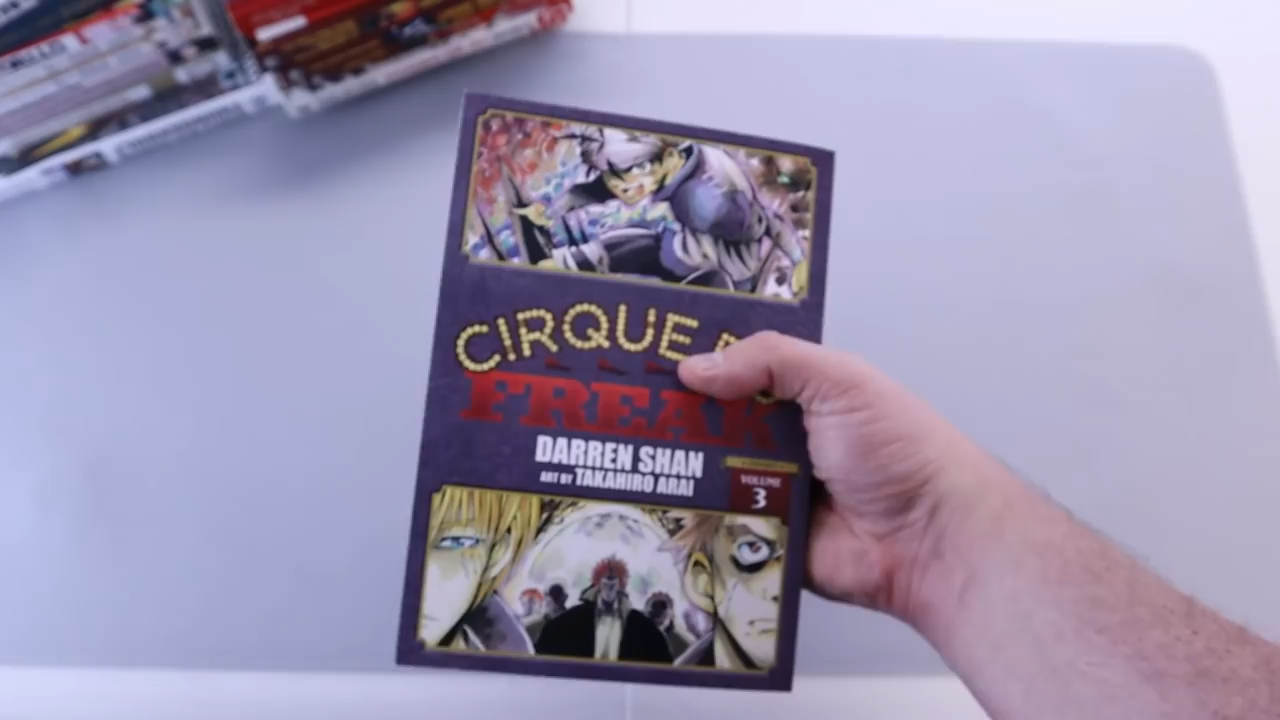 CIRQUE
FREAK
DARREN SHAN
ART BY TAKAHIRO ARAI
VOLUME
3